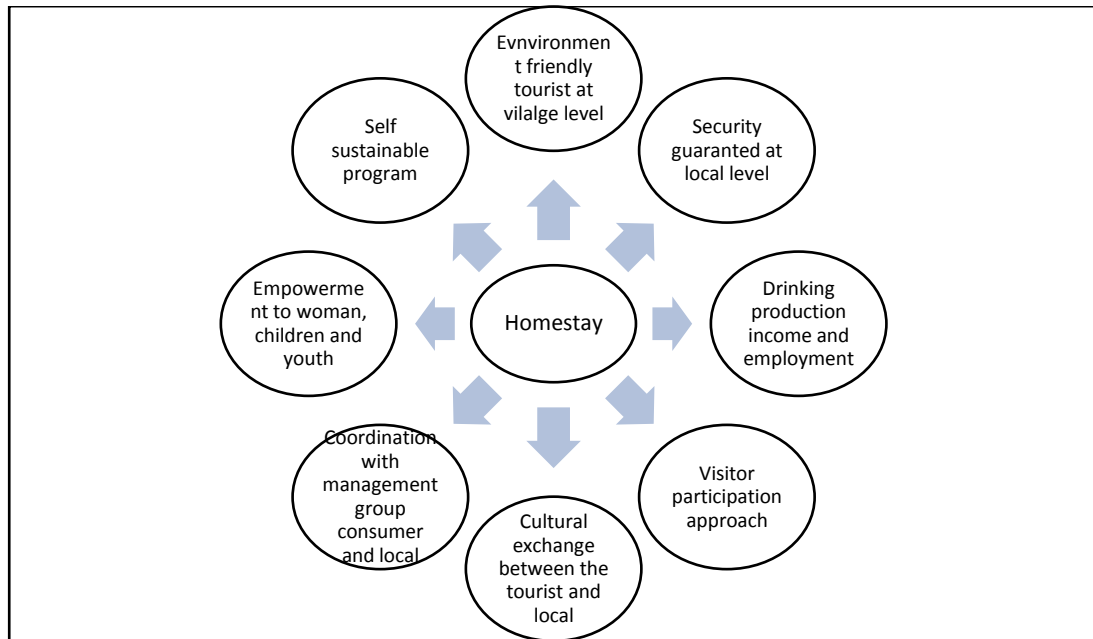 Evnvironmen
t friendly
tourist at
vilalge level
Security
guaranted at
local level
Drinking
production
income and
employment
Visitor
participation
approach
Cultural
exchange
between the
tourist and
local
Coordination
with
management
group
consumer
and local
Empowerme
nt to woman,
children and
youth
Self
sustainable
program
Homestay